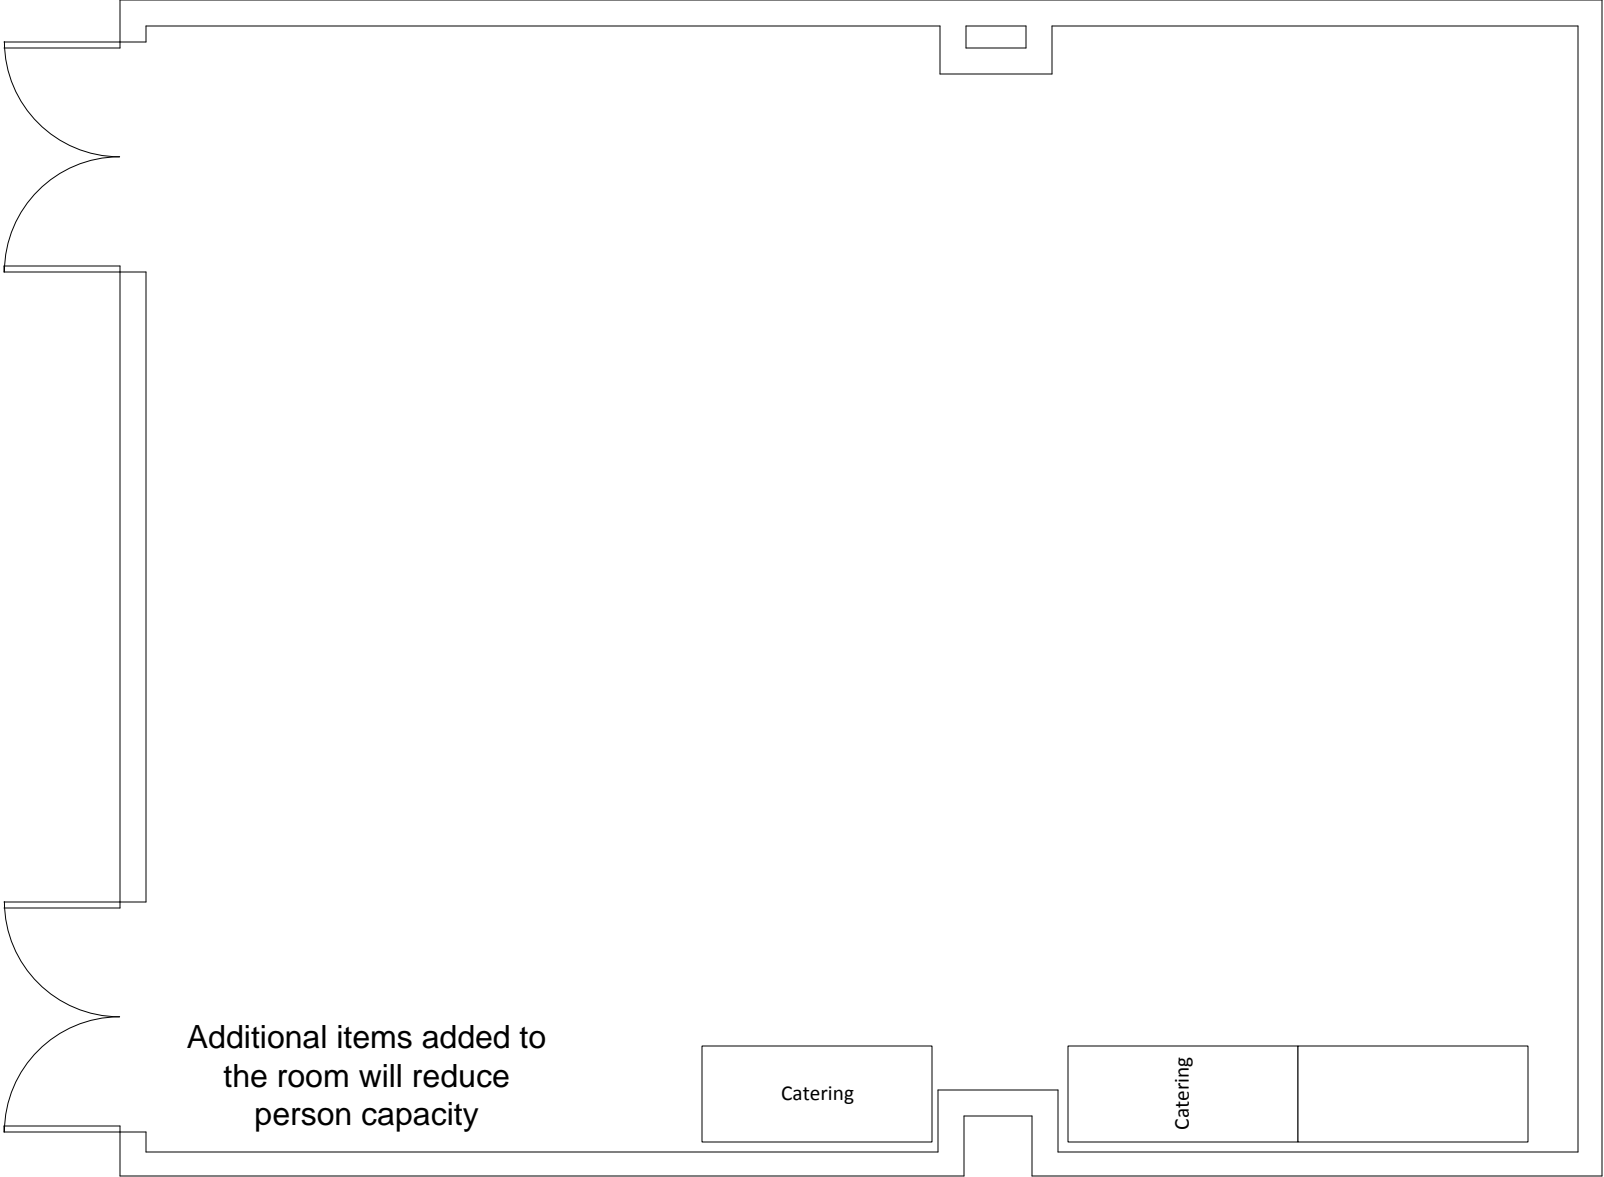 Additional items added to
the room will reduce
person capacity
Catering
Catering